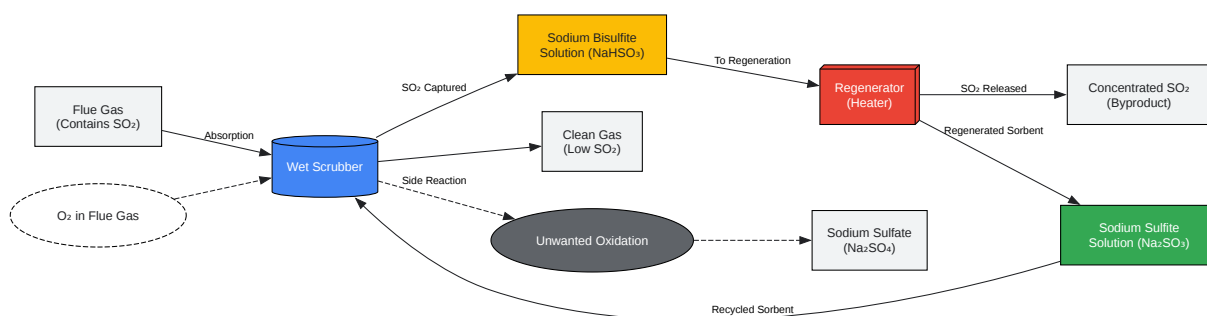 Sodium Bisulfite
Solution (NaHSO₃)
To Regeneration
Regenerator
(Heater)
SO₂ Released
Concentrated SO₂
(Byproduct)
SO₂ Captured
Flue Gas
(Contains SO₂)
Absorption
Clean Gas
(Low SO₂)
Regenerated Sorbent
Wet Scrubber
Side Reaction
O₂ in Flue Gas
Unwanted Oxidation
Sodium Sulfate
(Na₂SO₄)
Sodium Sulfite
Solution (Na₂SO₃)
Recycled Sorbent